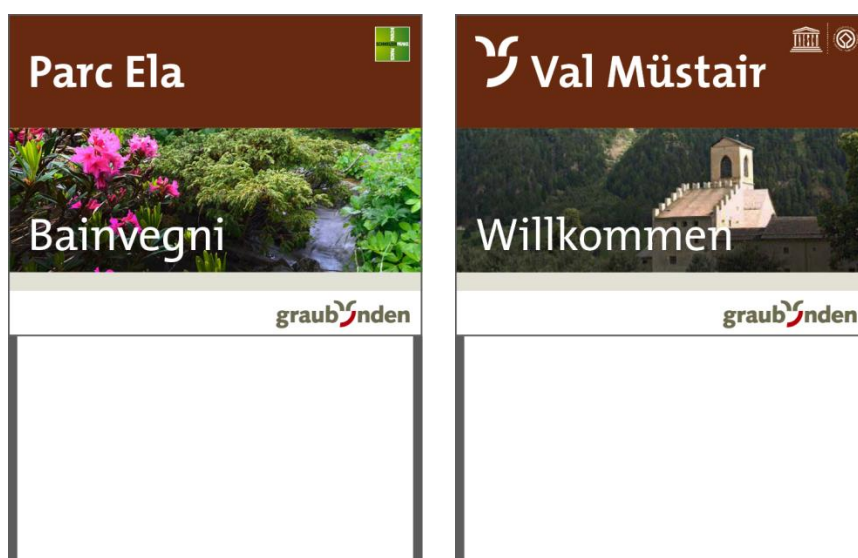 Parc Ela
Bainvegni
graubünden
Val Müstair
Willkommen
graubünden